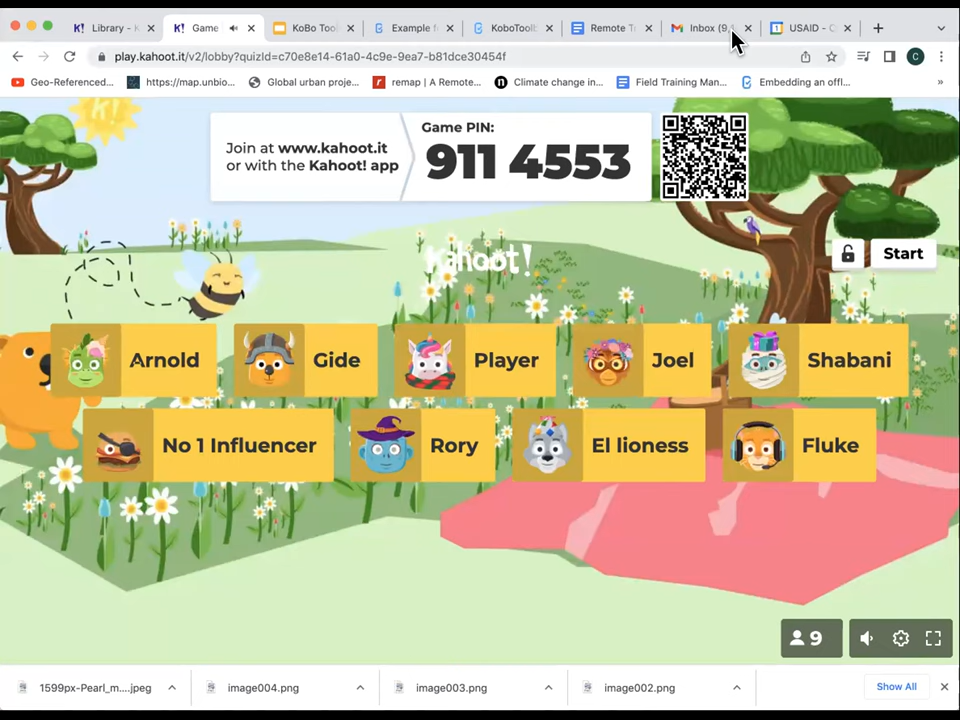 Library - K
Game
KoBo Tool
Example f
KoboToolb
Remote T
Inbox (9,
USAID - C
play.kahoot.it/v2/lobby?quizId=c70e8e14-61a0-4c9e-9ea7-b81dce30454f
C
Geo-Referenced...
https://map.unbio...
Global urban proje...
remap | A Remote...
Climate change in...
Field Training Man...
Embedding an offl...
Join at www.kahoot.it
or with the Kahoot! app
Game PIN:
911 4553
Kahoot!
Start
Arnold
Gide
Player
Joel
Shabani
No 1 Influencer
Rory
El lioness
Fluke
9
1599px-Pearl_m....jpeg
image004.png
image003.png
image002.png
Show All